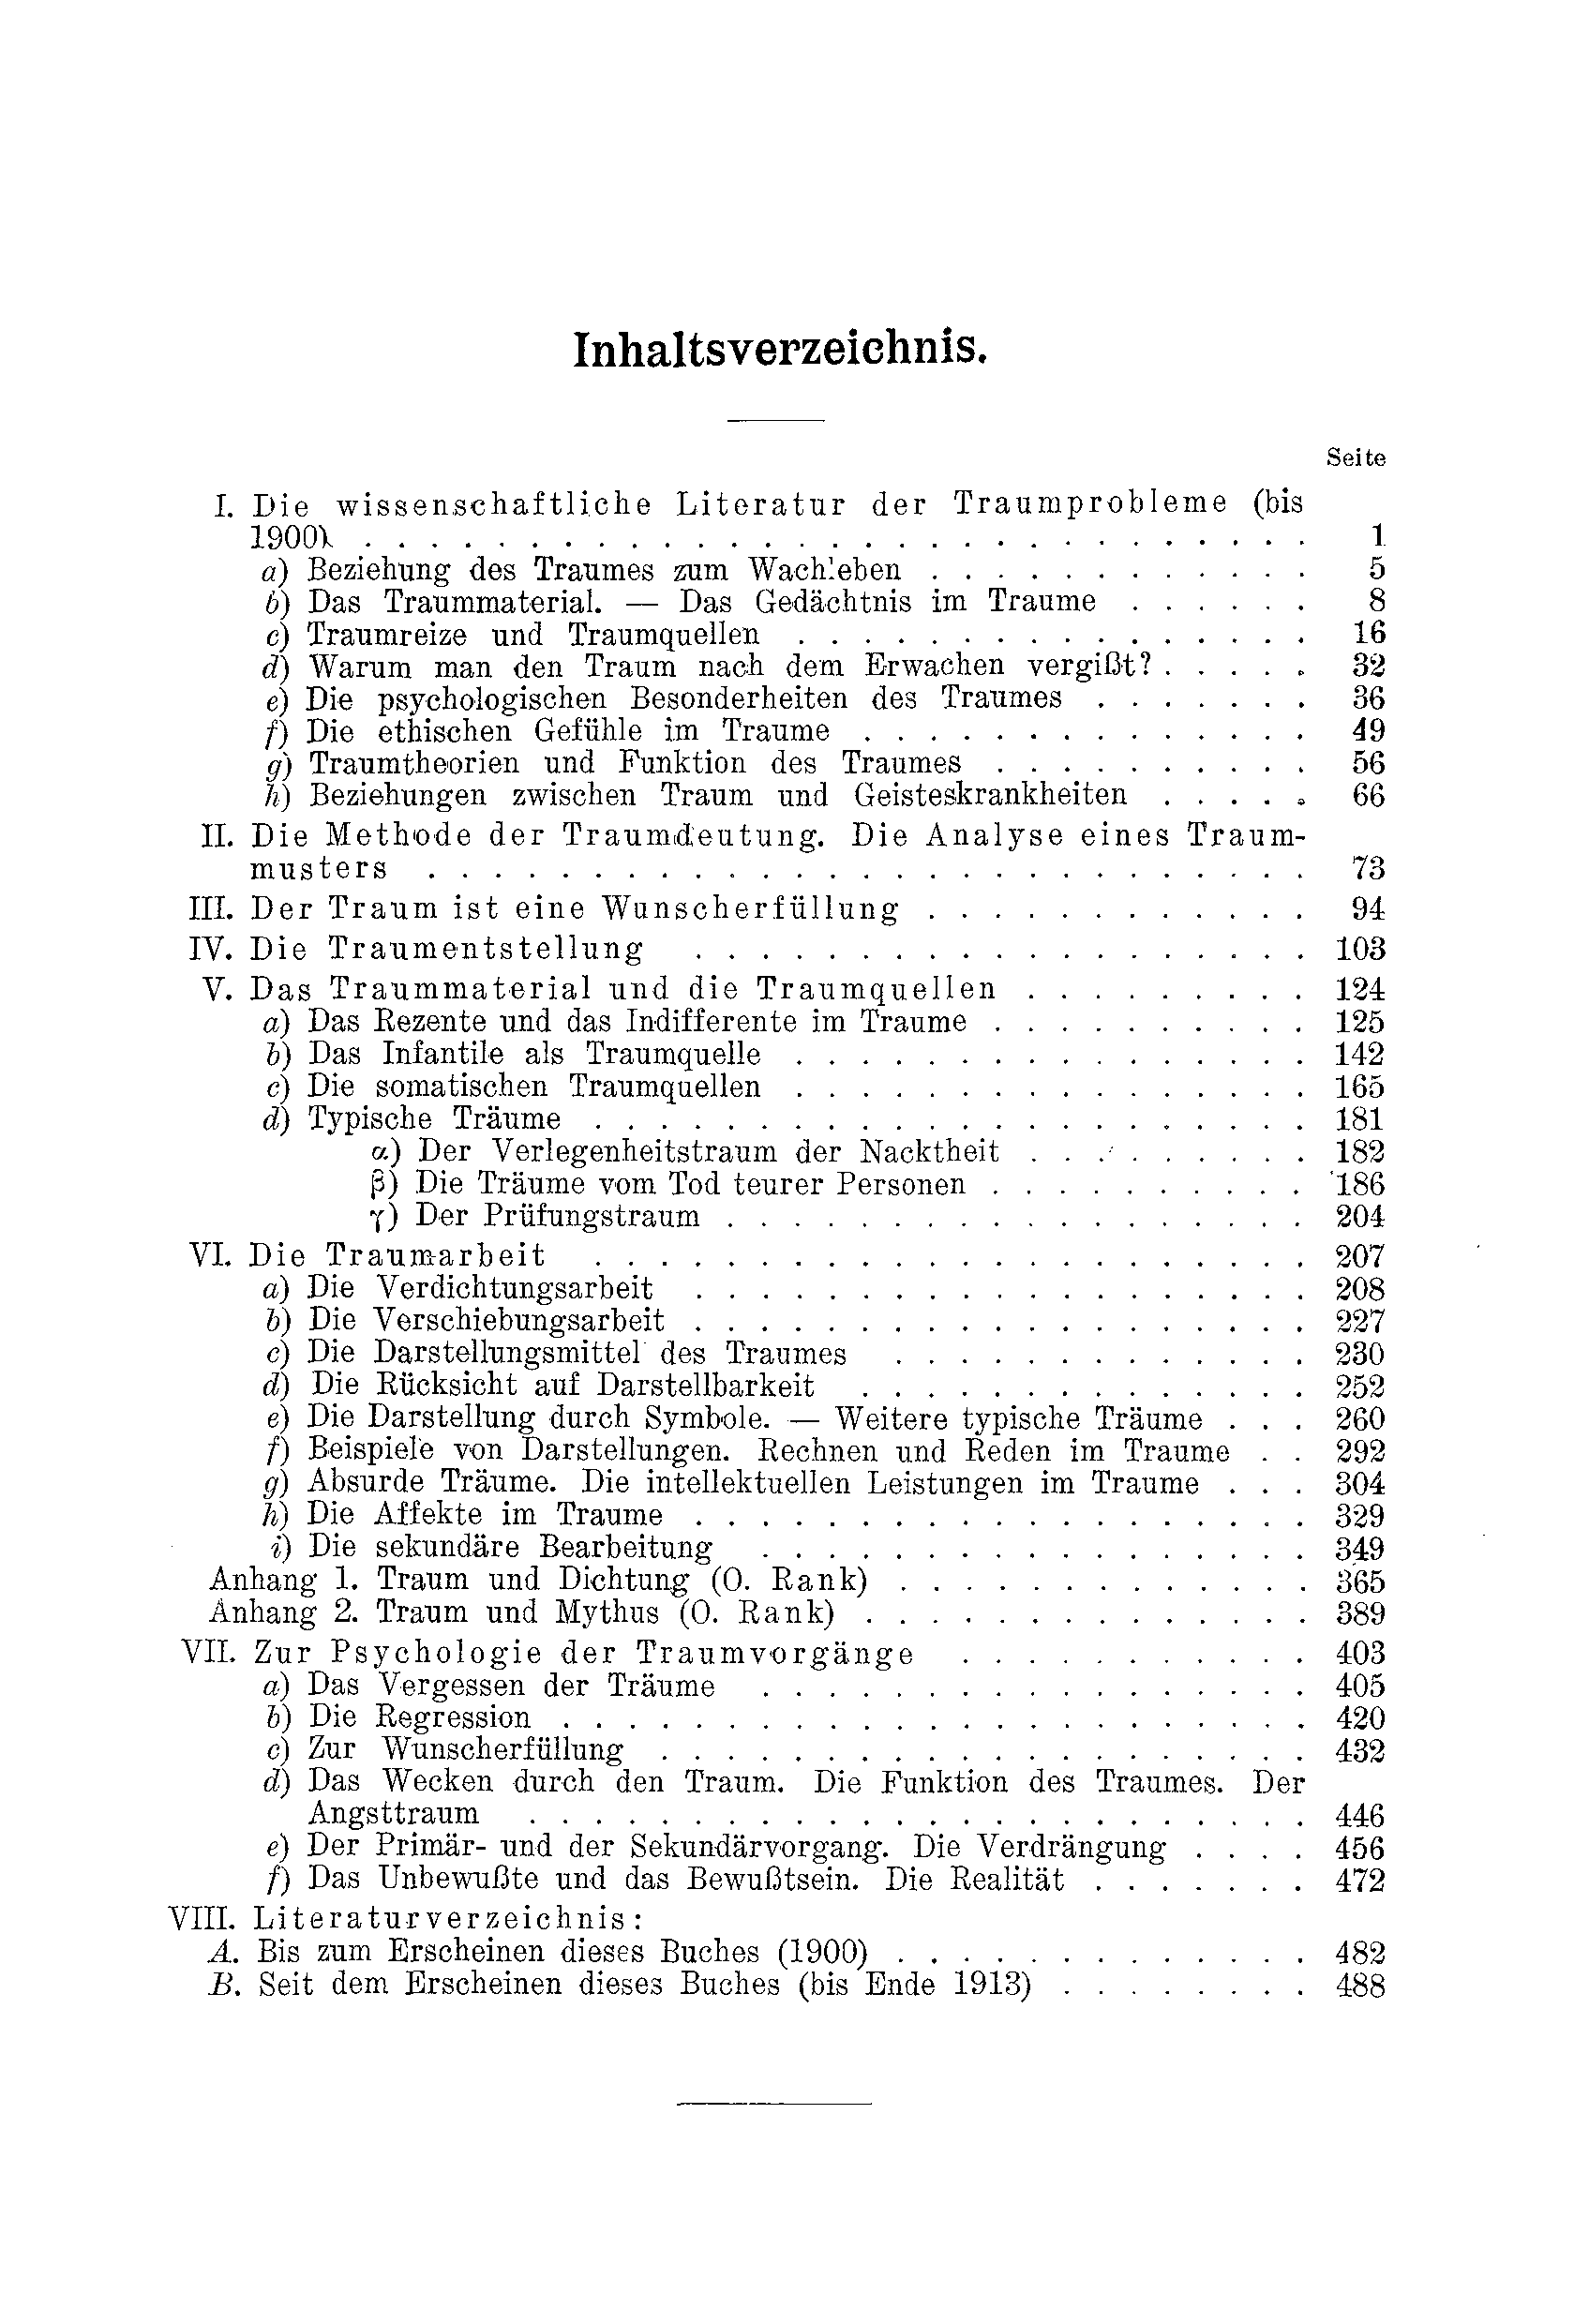 Inhaltsverzeichnis.
Seite
I. Die wissenschaftliche Literatur der Traumprobleme (bis
1900) . . . . . . . . . . . . . . . . . . . . . . . . . . . . . 1
a) Beziehung des Traumes zum Wachleben . . . . . . . . . . . . 5
b) Das Traummaterial. — Das Gedächtnis im Traume . . . . . . 8
c) Traumreize und Traumquellen . . . . . . . . . . . . . . . . 16
d) Warum man den Traum nach dem Erwachen vergißt? . . . . . 32
e) Die psychologischen Besonderheiten des Traumes . . . . . . . 36
f) Die ethischen Gefühle im Traume . . . . . . . . . . . . . . 49
g) Traumtheorien und Funktion des Traumes . . . . . . . . . . 56
h) Beziehungen zwischen Traum und Geisteskrankheiten . . . . . 66
II. Die Methode der Traumdeutung. Die Analyse eines Traum-
musters . . . . . . . . . . . . . . . . . . . . . . . . . . . 73
III. Der Traum ist eine Wunscherfüllung . . . . . . . . . . . . 94
IV. Die Traumentstellung . . . . . . . . . . . . . . . . . . . 103
V. Das Traummaterial und die Traumquellen . . . . . . . . . 124
a) Das Rezente und das Indifferente im Traume . . . . . . . . . . 125
b) Das Infantile als Traumquelle . . . . . . . . . . . . . . . . 142
c) Die somatischen Traumquellen . . . . . . . . . . . . . . . . 165
d) Typische Träume . . . . . . . . . . . . . . . . . . . . . . 181
α) Der Verlegenheitstraum der Nacktheit . . . . . . . . . 182
β) Die Träume vom Tod teurer Personen . . . . . . . . . . 186
γ) Der Prüfungstraum . . . . . . . . . . . . . . . . . . 204
VI. Die Traumarbeit . . . . . . . . . . . . . . . . . . . . . . 207
a) Die Verdichtungsarbeit . . . . . . . . . . . . . . . . . . . 208
b) Die Verschiebungsarbeit . . . . . . . . . . . . . . . . . . . 227
c) Die Darstellungsmittel des Traumes . . . . . . . . . . . . . 230
d) Die Rücksicht auf Darstellbarkeit . . . . . . . . . . . . . . 252
e) Die Darstellung durch Symbole. — Weitere typische Träume . . . 260
f) Beispiele von Darstellungen. Rechnen und Reden im Traume . . 292
g) Absurde Träume. Die intellektuellen Leistungen im Traume . . . 304
h) Die Affekte im Traume . . . . . . . . . . . . . . . . . . . 329
i) Die sekundäre Bearbeitung . . . . . . . . . . . . . . . . . 349
Anhang 1. Traum und Dichtung (O. Rank) . . . . . . . . . . . . . 365
Anhang 2. Traum und Mythus (O. Rank) . . . . . . . . . . . . . . 389
VII. Zur Psychologie der Traumvorgänge . . . . . . . . . . . 403
a) Das Vergessen der Träume . . . . . . . . . . . . . . . . . 405
b) Die Regression . . . . . . . . . . . . . . . . . . . . . . . 420
c) Zur Wunscherfüllung . . . . . . . . . . . . . . . . . . . . 432
d) Das Wecken durch den Traum. Die Funktion des Traumes. Der
Angsttraum . . . . . . . . . . . . . . . . . . . . . . . . 446
e) Der Primär- und der Sekundärvorgang. Die Verdrängung . . . . 456
f) Das Unbewußte und das Bewußtsein. Die Realität . . . . . . . 472
VIII. Literaturverzeichnis:
A. Bis zum Erscheinen dieses Buches (1900) . . . . . . . . . . . . . 482
B. Seit dem Erscheinen dieses Buches (bis Ende 1913) . . . . . . . . 488